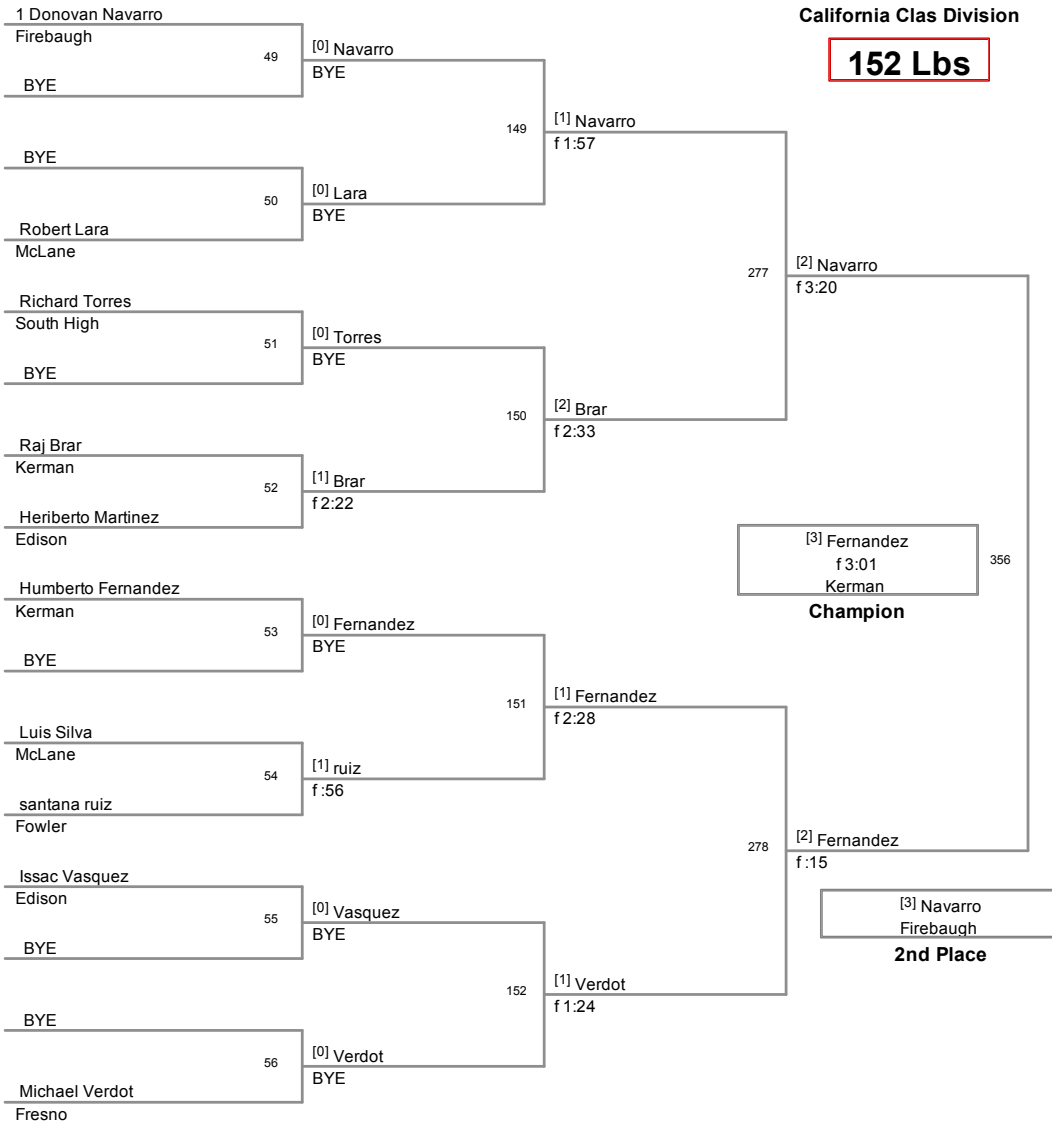 California Clas Division
152 Lbs
1 Donovan Navarro
Firebaugh
49
BYE
BYE
50
Robert Lara
McLane
Richard Torres
South High
51
BYE
Raj Brar
Kerman
52
Heriberto Martinez
Edison
Humberto Fernandez
Kerman
53
BYE
Luis Silva
McLane
54
santana ruiz
Fowler
Issac Vasquez
Edison
55
BYE
BYE
56
Michael Verdot
Fresno
[0] Navarro
BYE
149
[0] Lara
BYE
[0] Torres
BYE
150
[1] Brar
f 2:22
[0] Fernandez
BYE
151
[1] ruiz
f :56
[0] Vasquez
BYE
152
[0] Verdot
BYE
[1] Navarro
f 1:57
277
[2] Brar
f 2:33
[1] Fernandez
f 2:28
278
[1] Verdot
f 1:24
[2] Navarro
f 3:20
[3] Fernandez
f 3:01
Kerman
356
Champion
[2] Fernandez
f :15
[3] Navarro
Firebaugh
2nd Place